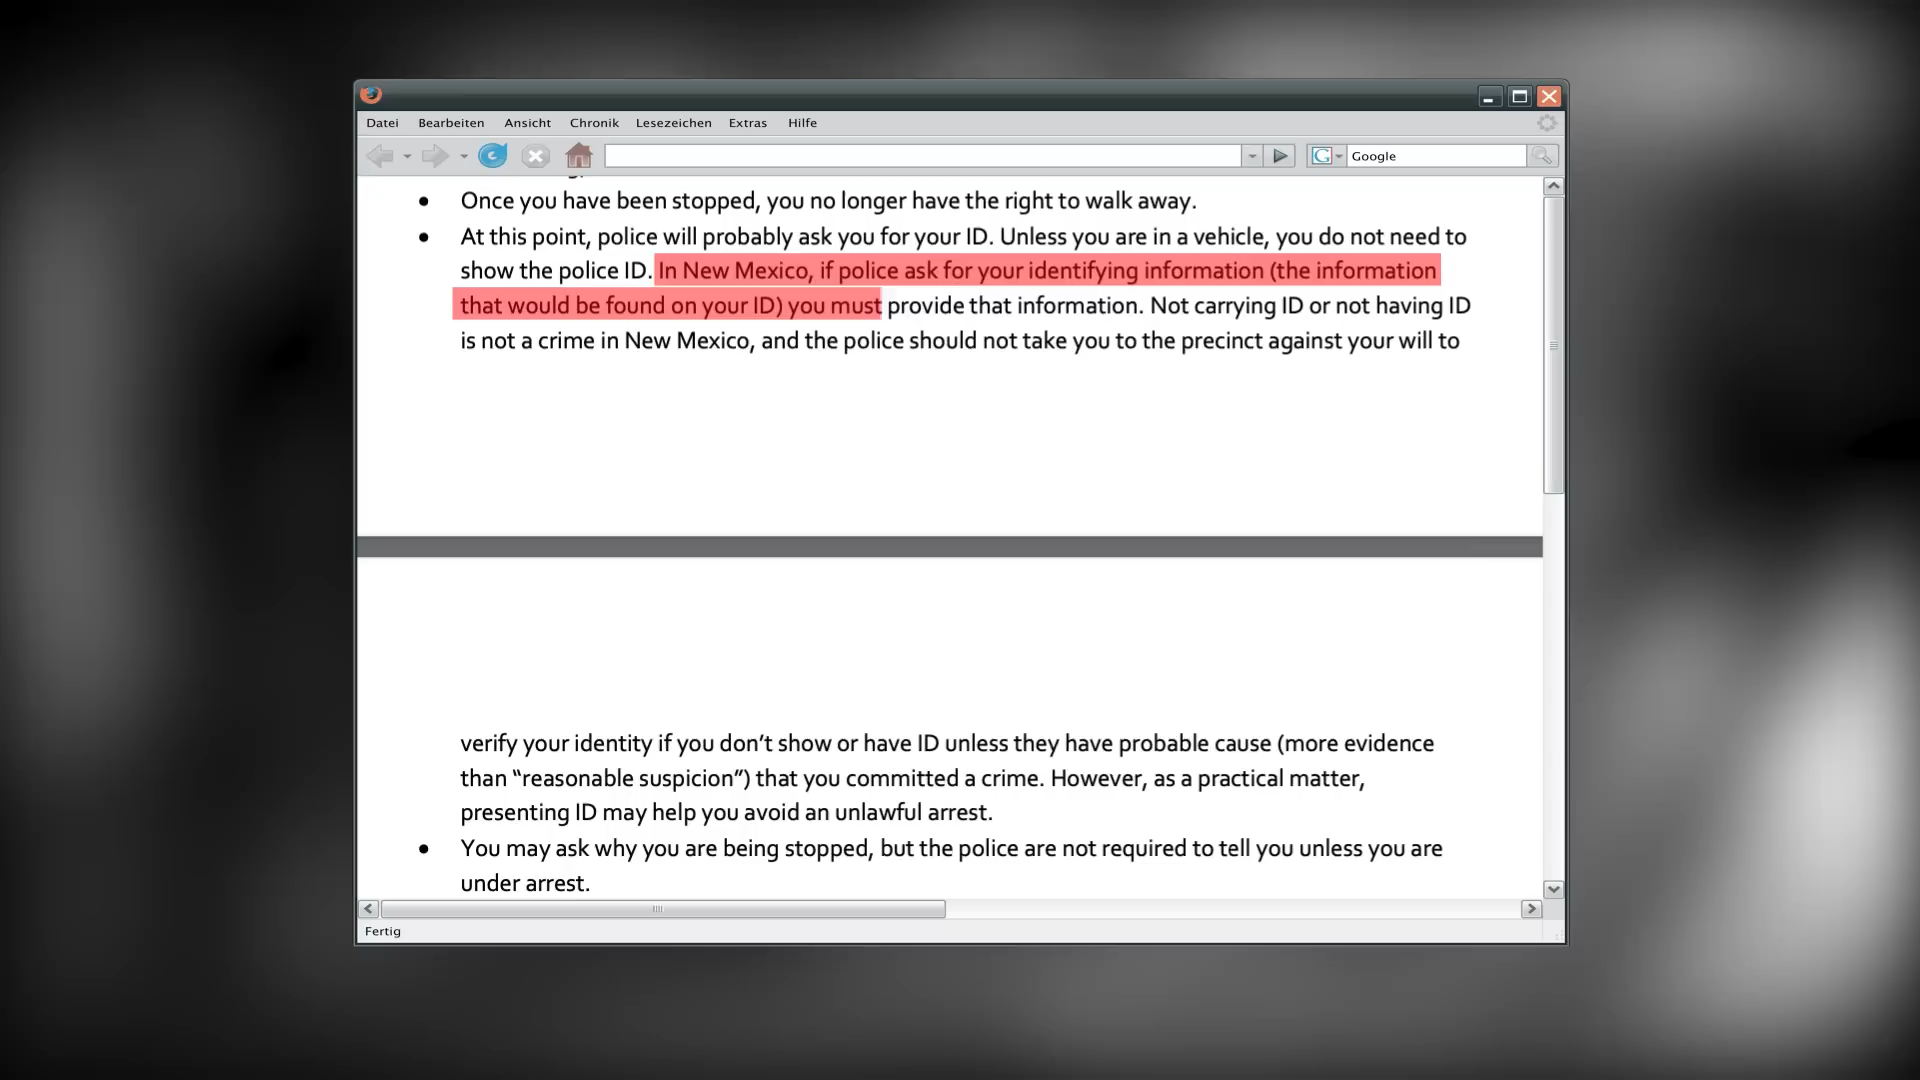 Datei Bearbeiten Ansicht Chronik Lesezeichen Extras Hilfe
Google
• Once you have been stopped, you no longer have the right to walk away.
• At this point, police will probably ask you for your ID. Unless you are in a vehicle, you do not need to
show the police ID. In New Mexico, if police ask for your identifying information (the information
that would be found on your ID) you must provide that information. Not carrying ID or not having ID
is not a crime in New Mexico, and the police should not take you to the precinct against your will to
verify your identity if you don’t show or have ID unless they have probable cause (more evidence
than “reasonable suspicion”) that you committed a crime. However, as a practical matter,
presenting ID may help you avoid an unlawful arrest.
• You may ask why you are being stopped, but the police are not required to tell you unless you are
under arrest.
Fertig